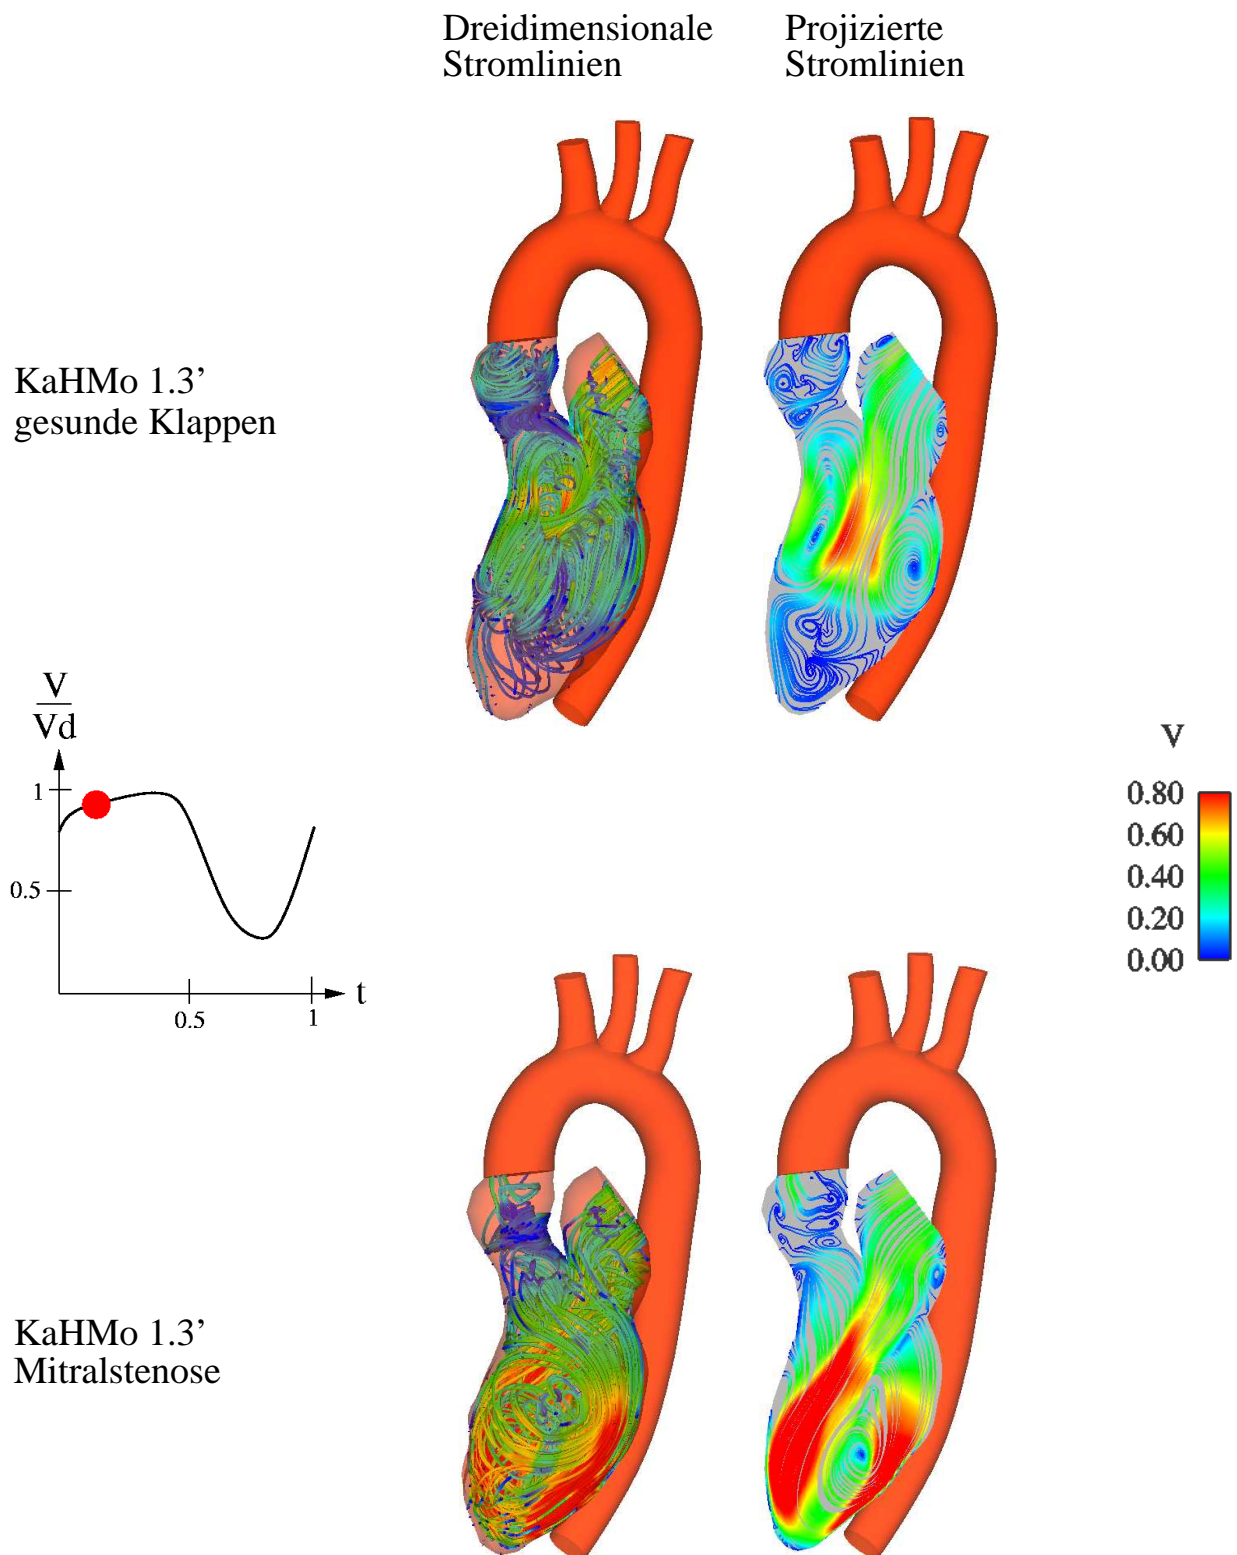 Dreidimensionale
Stromlinien
Projizierte
Stromlinien
KaHMo 1.3’
gesunde Klappen
V
Vd
1
0.5
0.5
1
t
V
0.80
0.60
0.40
0.20
0.00
KaHMo 1.3’
Mitralstenose